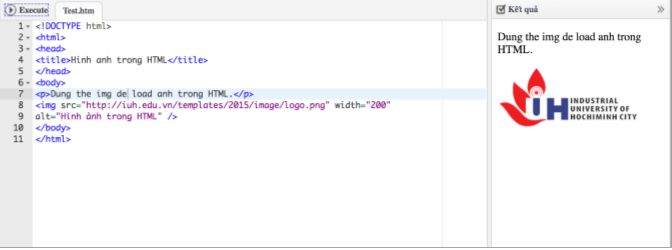 Execute Test.htm
1 <!DOCTYPE html>
2 <html>
3 <head>
4 <title>Hinh anh trong HTML</title>
5 </head>
6 <body>
7 <p>Dung the img de load anh trong HTML.</p>
8 <img src="http://iuh.edu.vn/templates/2015/image/logo.png" width="200"
9 alt="Hình ảnh trong HTML" />
10 </body>
11 </html>
Kết quả
Dung the img de load anh trong
HTML.
IUH
INDUSTRIAL
UNIVERSITY OF
HOCHIMINH CITY